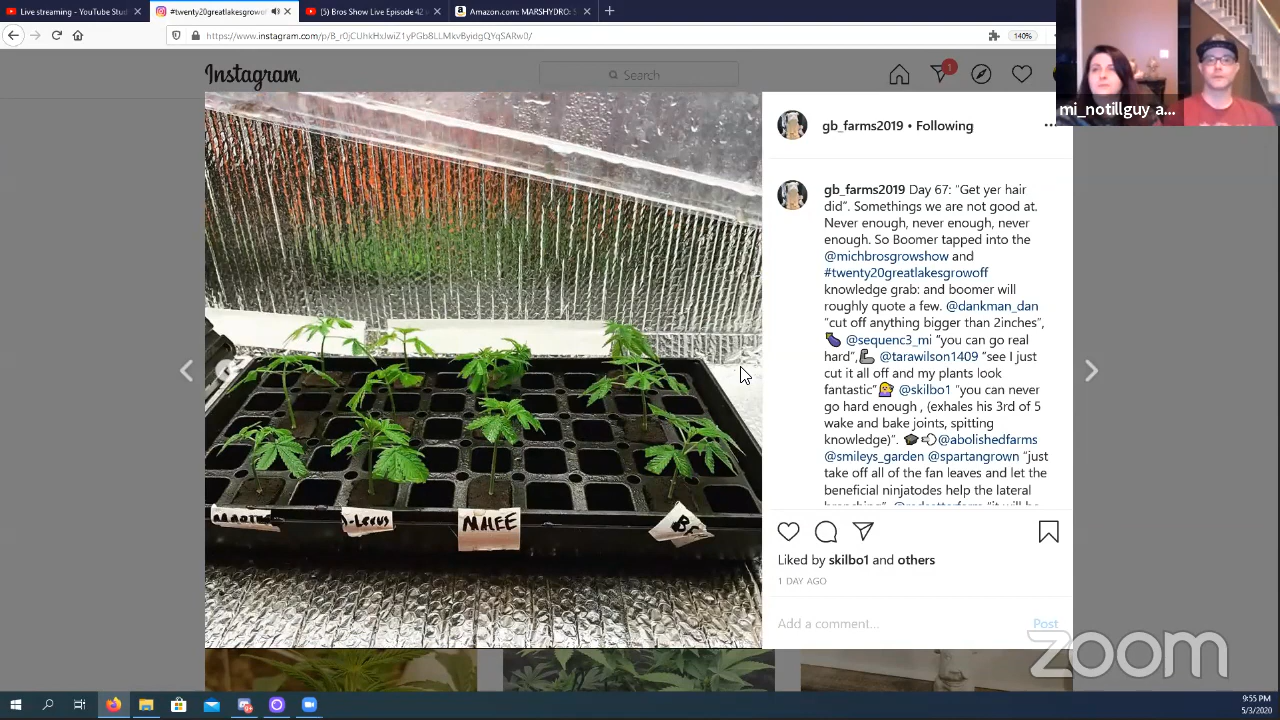 Live streaming - YouTube Stud
#twenty20greatlakesgrowof
(5) Bros Show Live Episode 42 w
Amazon.com: MARSHYDRO: S
https://www.instagram.com/p/B_r0jCUhkHxJwiZ1yPGb8LLMkvByidgQYqSARw0/
140%
Instagram
Search
1
mi_notillguy a...
gb_farms2019 • Following
gb_farms2019 Day 67: "Get yer hair
did". Somethings we are not good at.
Never enough, never enough, never
enough. So Boomer tapped into the
@michbrosgrowshow and
#twenty20greatlakesgrowoff
knowledge grab: and boomer will
roughly quote a few. @dankman_dan
"cut off anything bigger than 2inches",
🍆 @sequenc3_mi "you can go real
hard",🦾 @tarawilson1409 "see I just
cut it all off and my plants look
fantastic"💁 @skilbo1 "you can never
go hard enough , (exhales his 3rd of 5
wake and bake joints, spitting
knowledge)". 🎓💨@abolishedfarms
@smileys_garden @spartangrown "just
take off all of the fan leaves and let the
beneficial ninjatodes help the lateral
MALFE
Liked by skilbo1 and others
1 DAY AGO
Add a comment...
Post
zoom
9:55 PM
5/3/2020